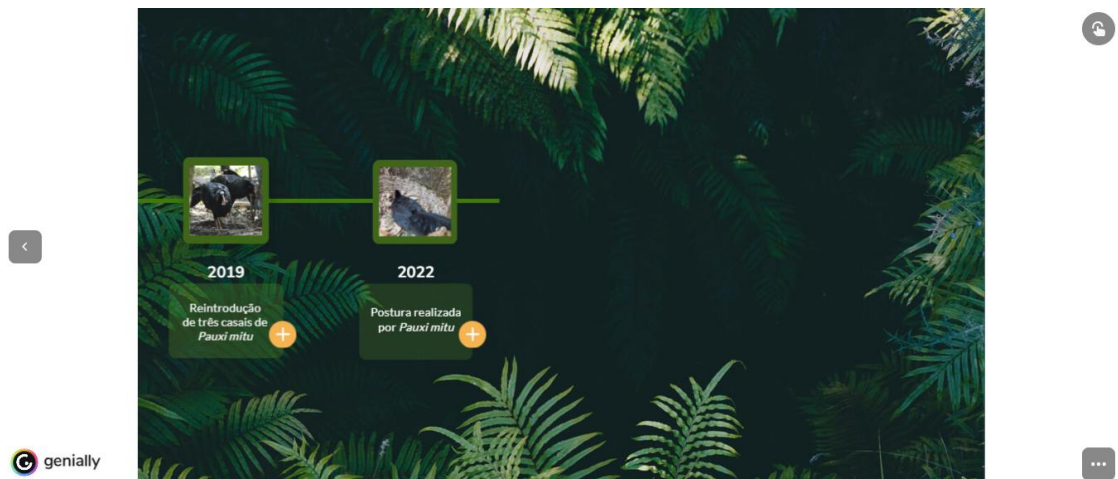 2019
Reintrodução
de três casais de
Pauxi mitu
2022
Postura realizada
por Pauxi mitu
genially